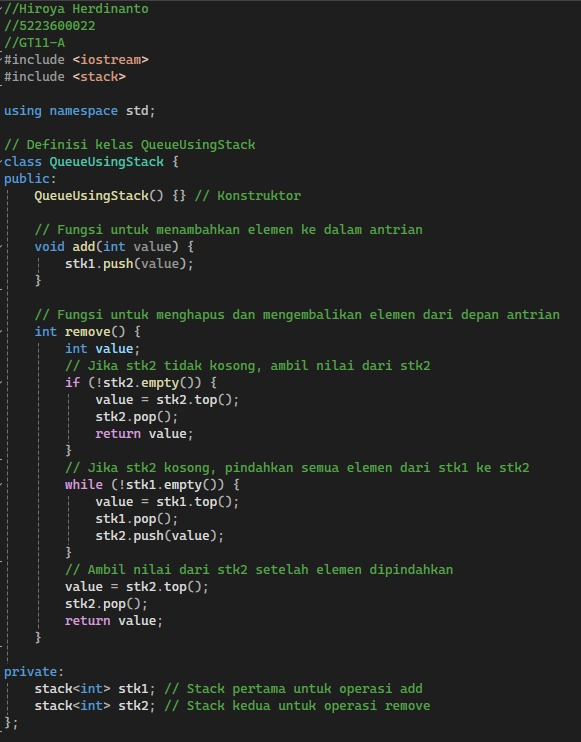 //Hiroya Herdinanto
//5223600022
//GT11-A
#include <iostream>
#include <stack>
using namespace std;
// Definisi kelas QueueUsingStack
class QueueUsingStack {
public:
    QueueUsingStack() {} // Konstruktor
    // Fungsi untuk menambahkan elemen ke dalam antrian
    void add(int value) {
        stk1.push(value);
    }
    // Fungsi untuk menghapus dan mengembalikan elemen dari depan antrian
    int remove() {
        int value;
        // Jika stk2 tidak kosong, ambil nilai dari stk2
        if (!stk2.empty()) {
            value = stk2.top();
            stk2.pop();
            return value;
        }
        // Jika stk2 kosong, pindahkan semua elemen dari stk1 ke stk2
        while (!stk1.empty()) {
            value = stk1.top();
            stk1.pop();
            stk2.push(value);
        }
        // Ambil nilai dari stk2 setelah elemen dipindahkan
        value = stk2.top();
        stk2.pop();
        return value;
    }
private:
    stack<int> stk1; // Stack pertama untuk operasi add
    stack<int> stk2; // Stack kedua untuk operasi remove
};